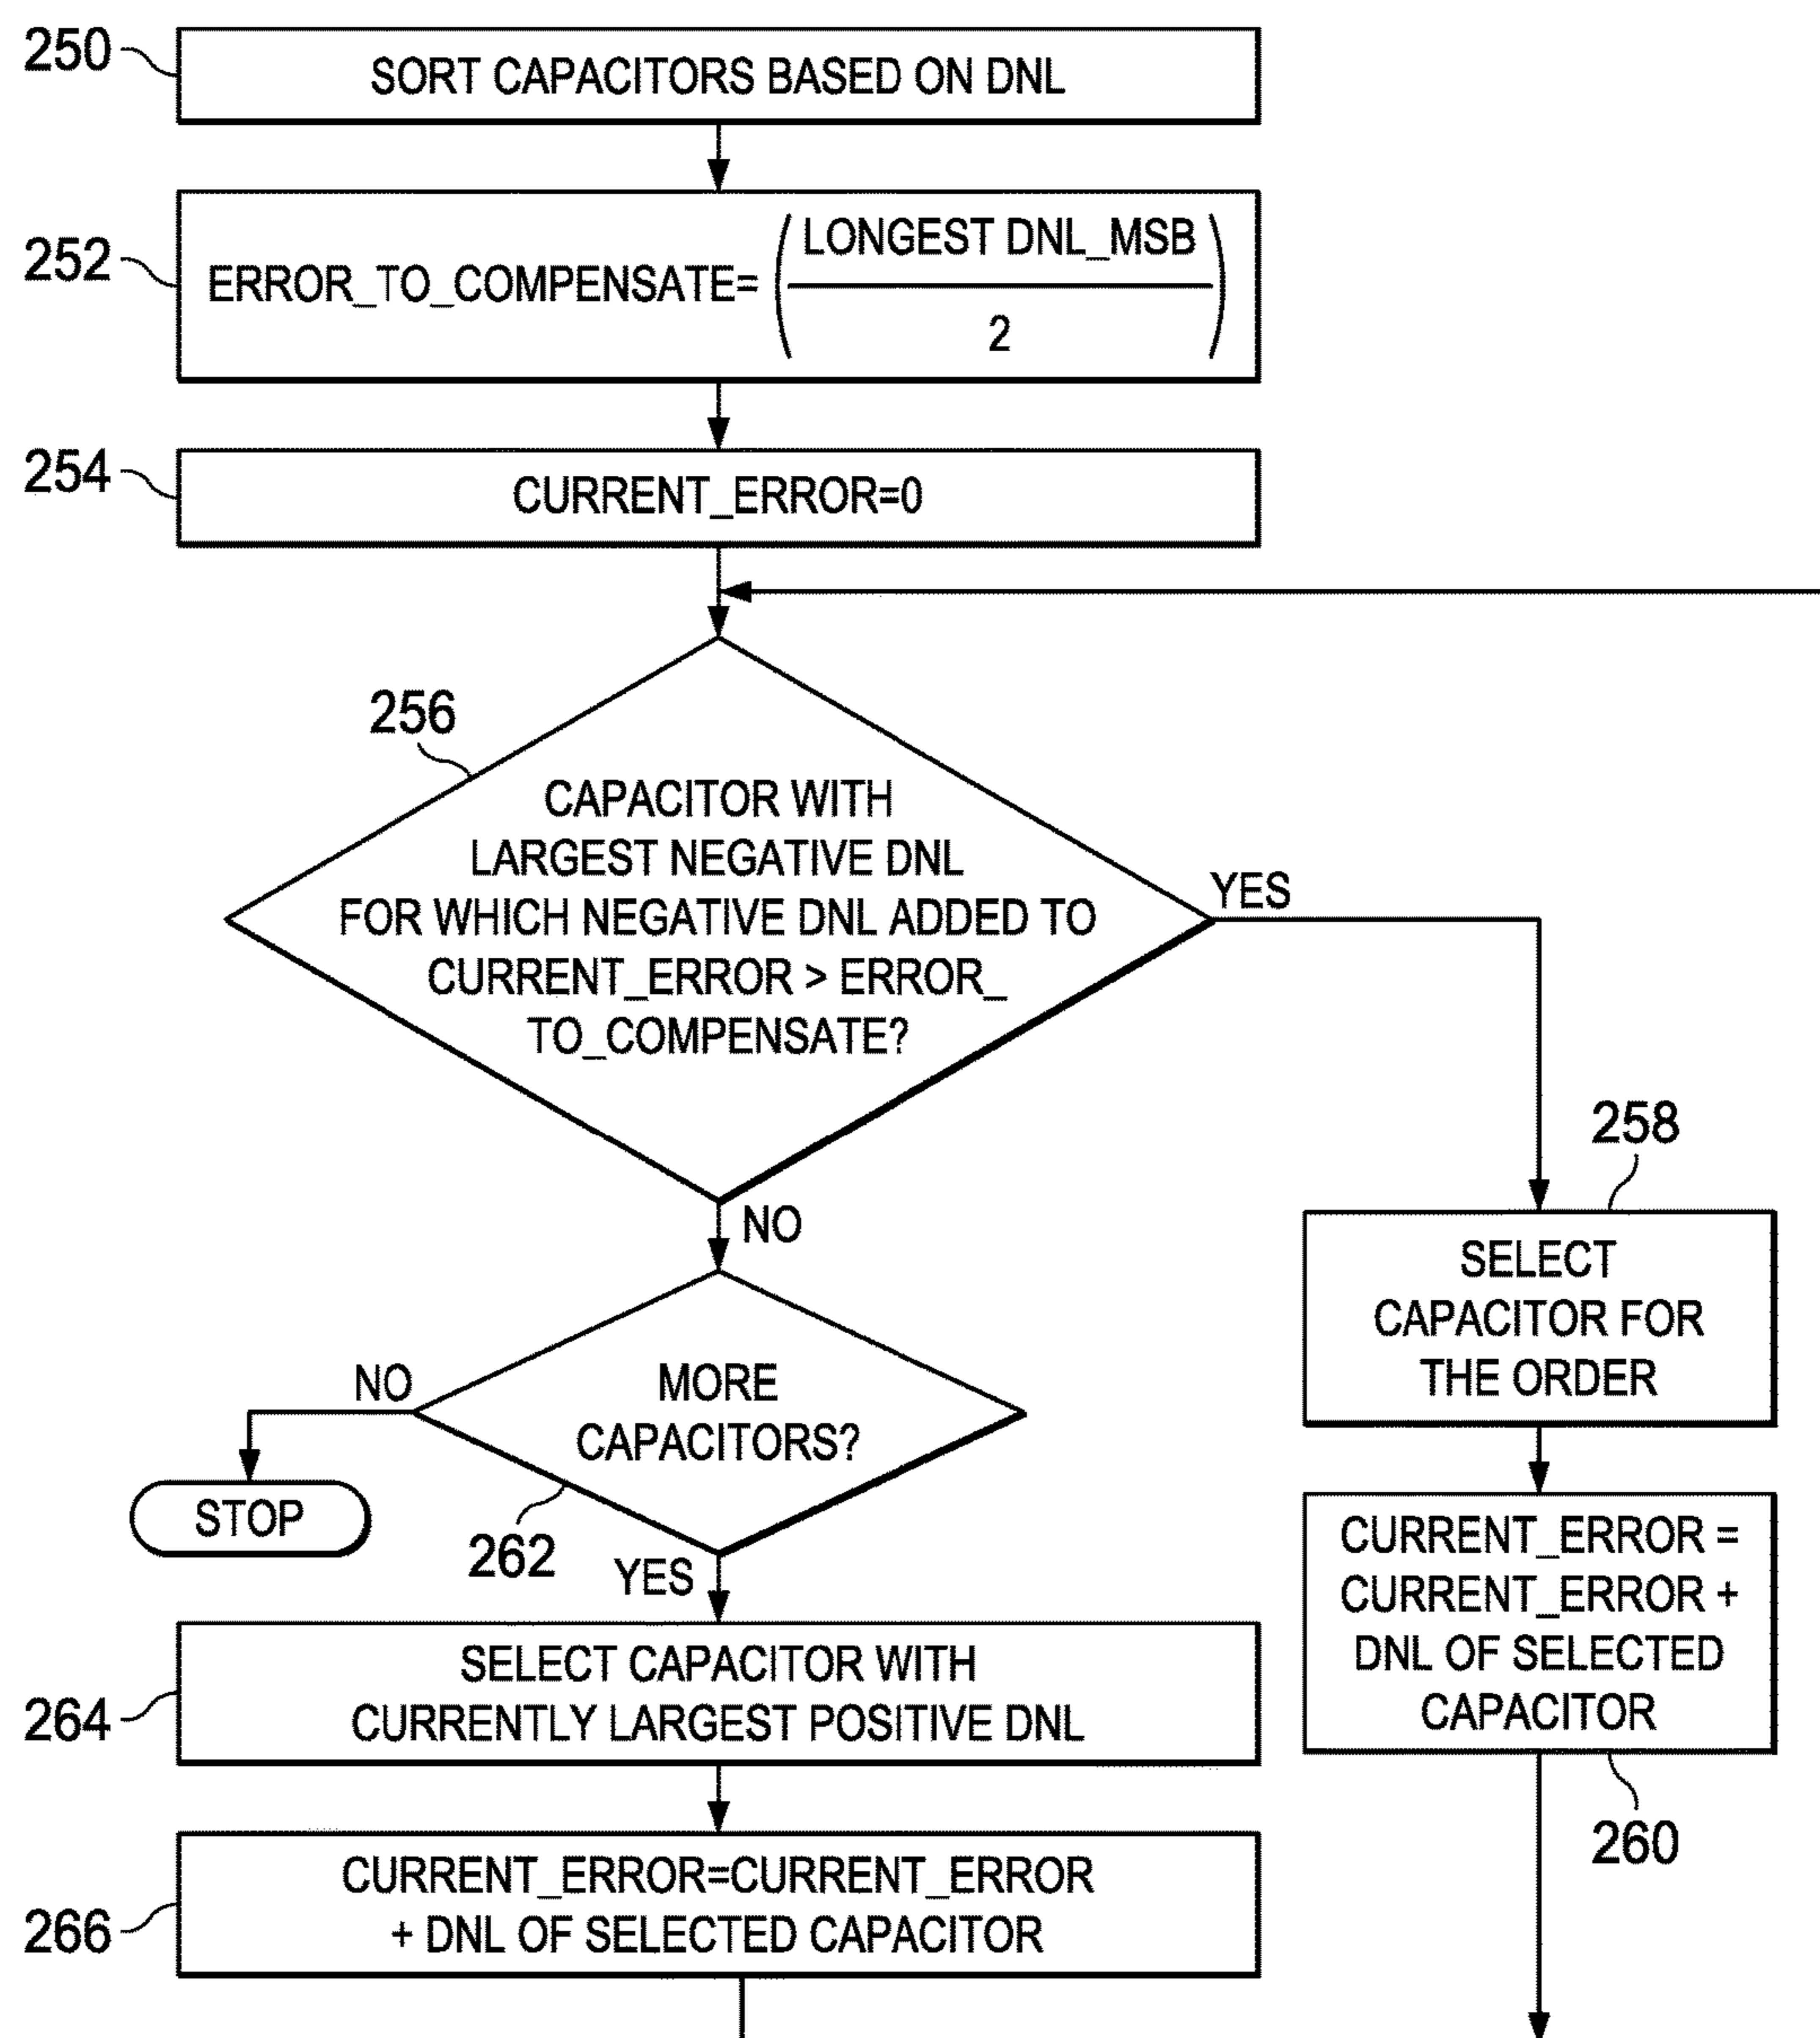 250
SORT CAPACITORS BASED ON DNL
252
ERROR_TO_COMPENSATE=
(LONGEST DNL_MSB
2)
254
CURRENT_ERROR=0
256
CAPACITOR WITH
LARGEST NEGATIVE DNL
FOR WHICH NEGATIVE DNL ADDED TO
CURRENT_ERROR > ERROR_
TO_COMPENSATE?
YES
NO
258
SELECT
CAPACITOR FOR
THE ORDER
CURRENT_ERROR =
CURRENT_ERROR +
DNL OF SELECTED
CAPACITOR
260
MORE
CAPACITORS?
NO
STOP
262
YES
264
SELECT CAPACITOR WITH
CURRENTLY LARGEST POSITIVE DNL
266
CURRENT_ERROR=CURRENT_ERROR
+ DNL OF SELECTED CAPACITOR